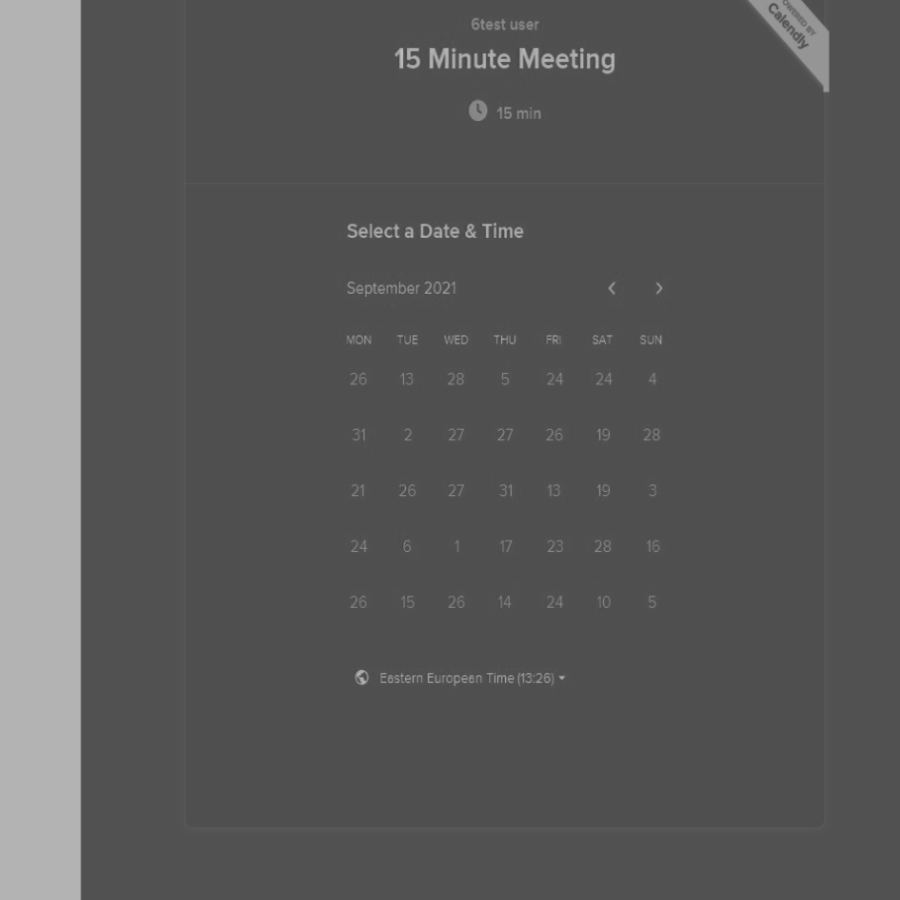 6test user
POWERED BY
Calendly
15 Minute Meeting
15 min
Select a Date & Time
September 2021
MON TUE WED THU FRI SAT SUN
26 13 28 5 24 24 4
31 2 27 27 26 19 28
21 26 27 31 13 19 3
24 6 1 17 23 28 16
26 15 26 14 24 10 5
Eastern European Time (13:26)